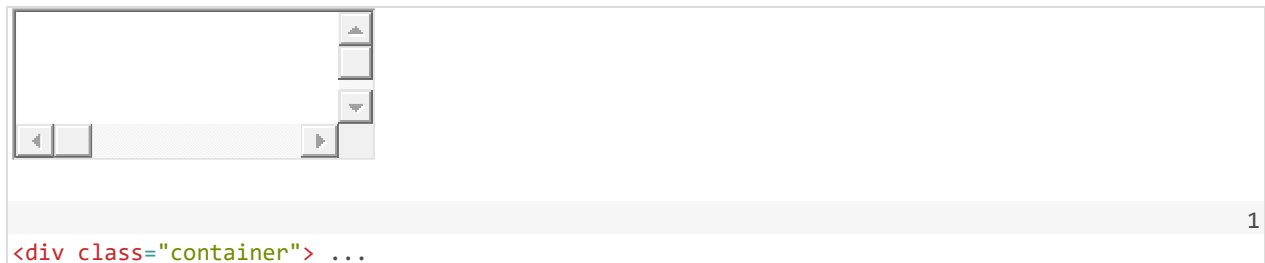 1
<div class="container"> ...